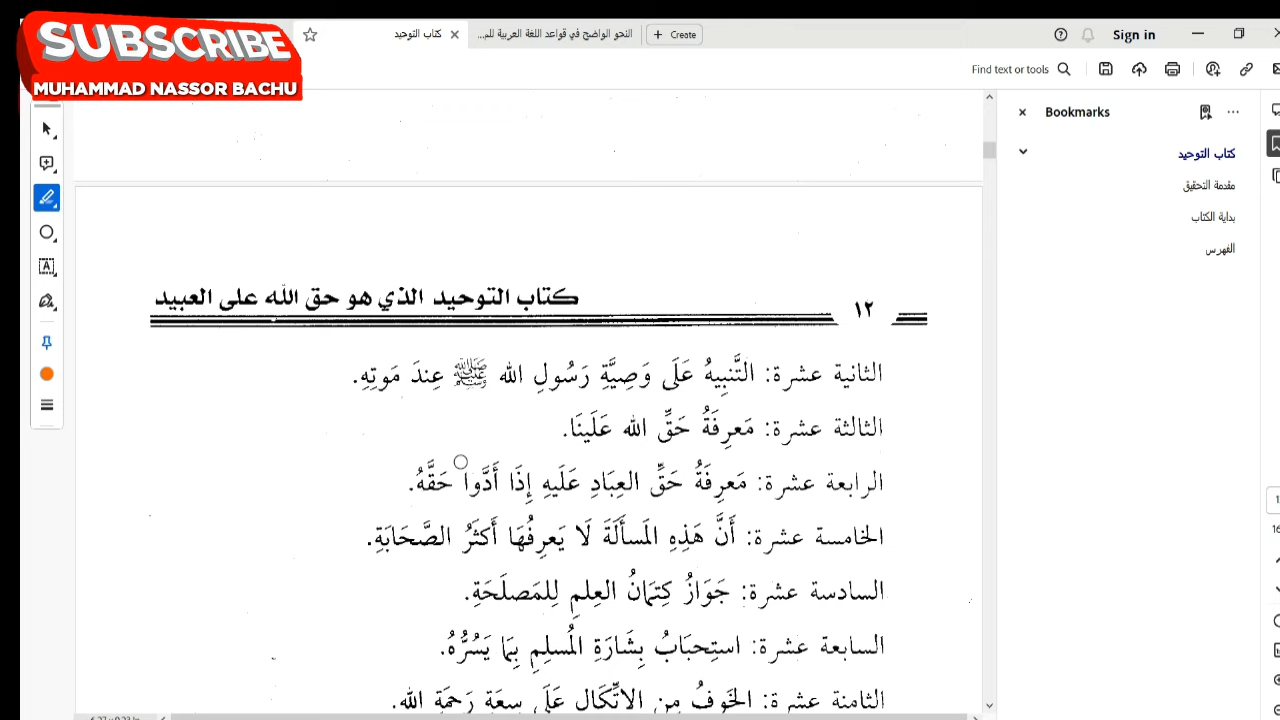 SUBSCRIBE
MUHAMMAD NASSOR BACHU
كتاب التوحيد
النحو الواضح في قواعد اللغة العربية للم...
+ Create
Sign in
Find text or tools
Bookmarks
كتاب التوحيد
مقدمة التحقيق
بداية الكتاب
الفهرس
١٢
كتاب التوحيد الذي هو حق الله على العبيد
الثانية عشرة: التَّنبِيهُ عَلَى وَصِيَّةِ رَسُولِ الله ﷺ عِندَ مَوتِهِ.
الثالثة عشرة: مَعرِفَةُ حَقِّ الله عَلَينَا.
الرابعة عشرة: مَعرِفَةُ حَقِّ العِبَادِ عَلَيهِ إِذَا أَدَّوا حَقَّهُ.
الخامسة عشرة: أَنَّ هَذِهِ المَسأَلَةَ لَا يَعرِفُهَا أَكثَرُ الصَّحَابَةِ.
السادسة عشرة: جَوَازُ كِتمَانُ العِلمِ لِلمَصلَحَةِ.
السابعة عشرة: استِحبَابُ بِشَارَةِ المُسلِمِ بِمَا يَسُرُّهُ.
الثامنة عشرة: الخَوفُ مِن الاتِّكَالِ عَلَى سِعَةِ رَحمَةِ الله.